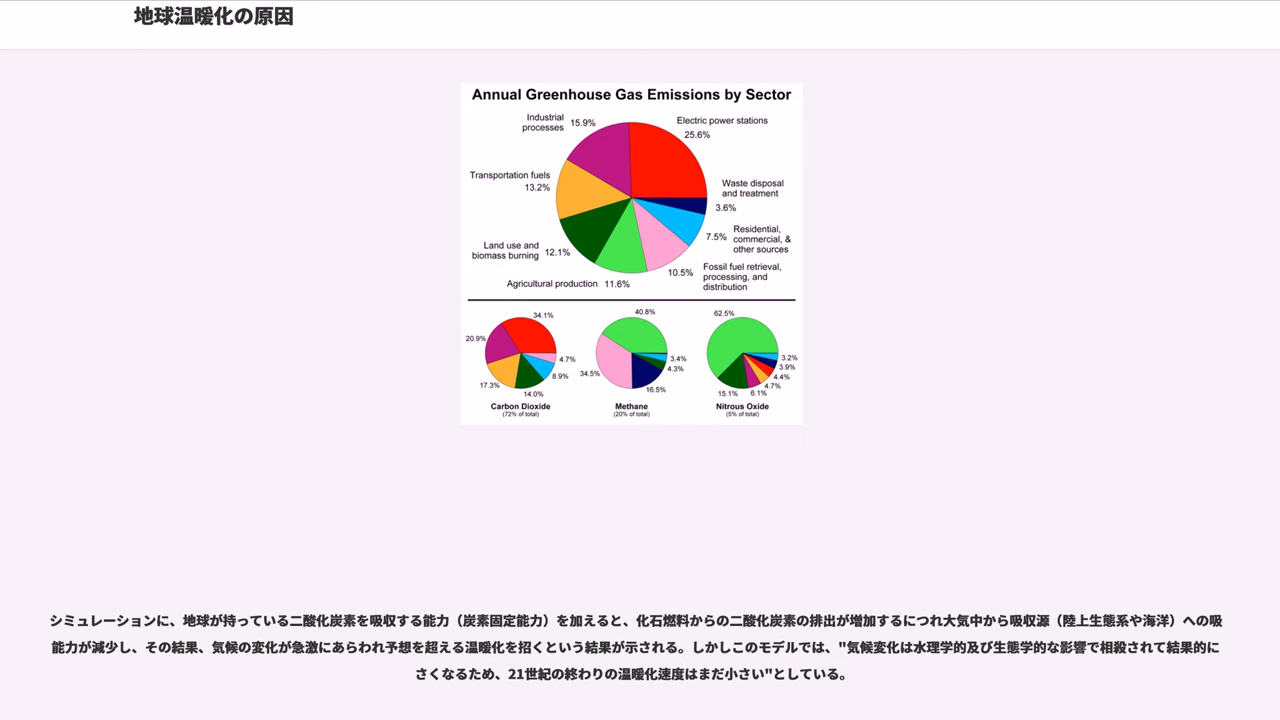 地球温暖化の原因
Annual Greenhouse Gas Emissions by Sector
Industrial
processes
15.9%
Electric power stations
25.6%
Transportation fuels
13.2%
Waste disposal
and treatment
3.6%
7.5%
Residential,
commercial, &
other sources
Land use and
biomass burning
12.1%
10.5%
Fossil fuel retrieval,
processing, and
distribution
Agricultural production 11.6%
34.1%
20.9%
4.7%
8.9%
17.3%
14.0%
Carbon Dioxide
(72% of total)
40.8%
3.4%
4.3%
34.5%
16.5%
Methane
(20% of total)
62.5%
3.2%
3.9%
4.4%
4.7%
15.1%
6.1%
Nitrous Oxide
(5% of total)
シミュレーションに、地球が持っている二酸化炭素を吸収する能力（炭素固定能力）を加えると、化石燃料からの二酸化炭素の排出が増加するにつれ大気中から吸収源（陸上生態系や海洋）への吸
能力が減少し、その結果、気候の変化が急激にあらわれ予想を超える温暖化を招くという結果が示される。しかしこのモデルでは、"気候変化は水理学的及び生態学的な影響で相殺されて結果的に
さくなるため、21世紀の終わりの温暖化速度はまだ小さい"としている。